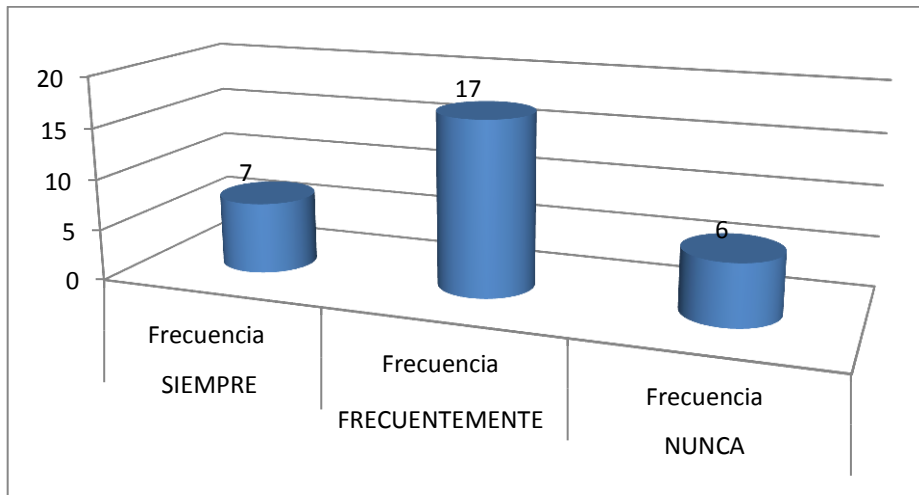 20
15
10
5
0
7
17
6
Frecuencia
SIEMPRE
Frecuencia
FRECUENTEMENTE
Frecuencia
NUNCA